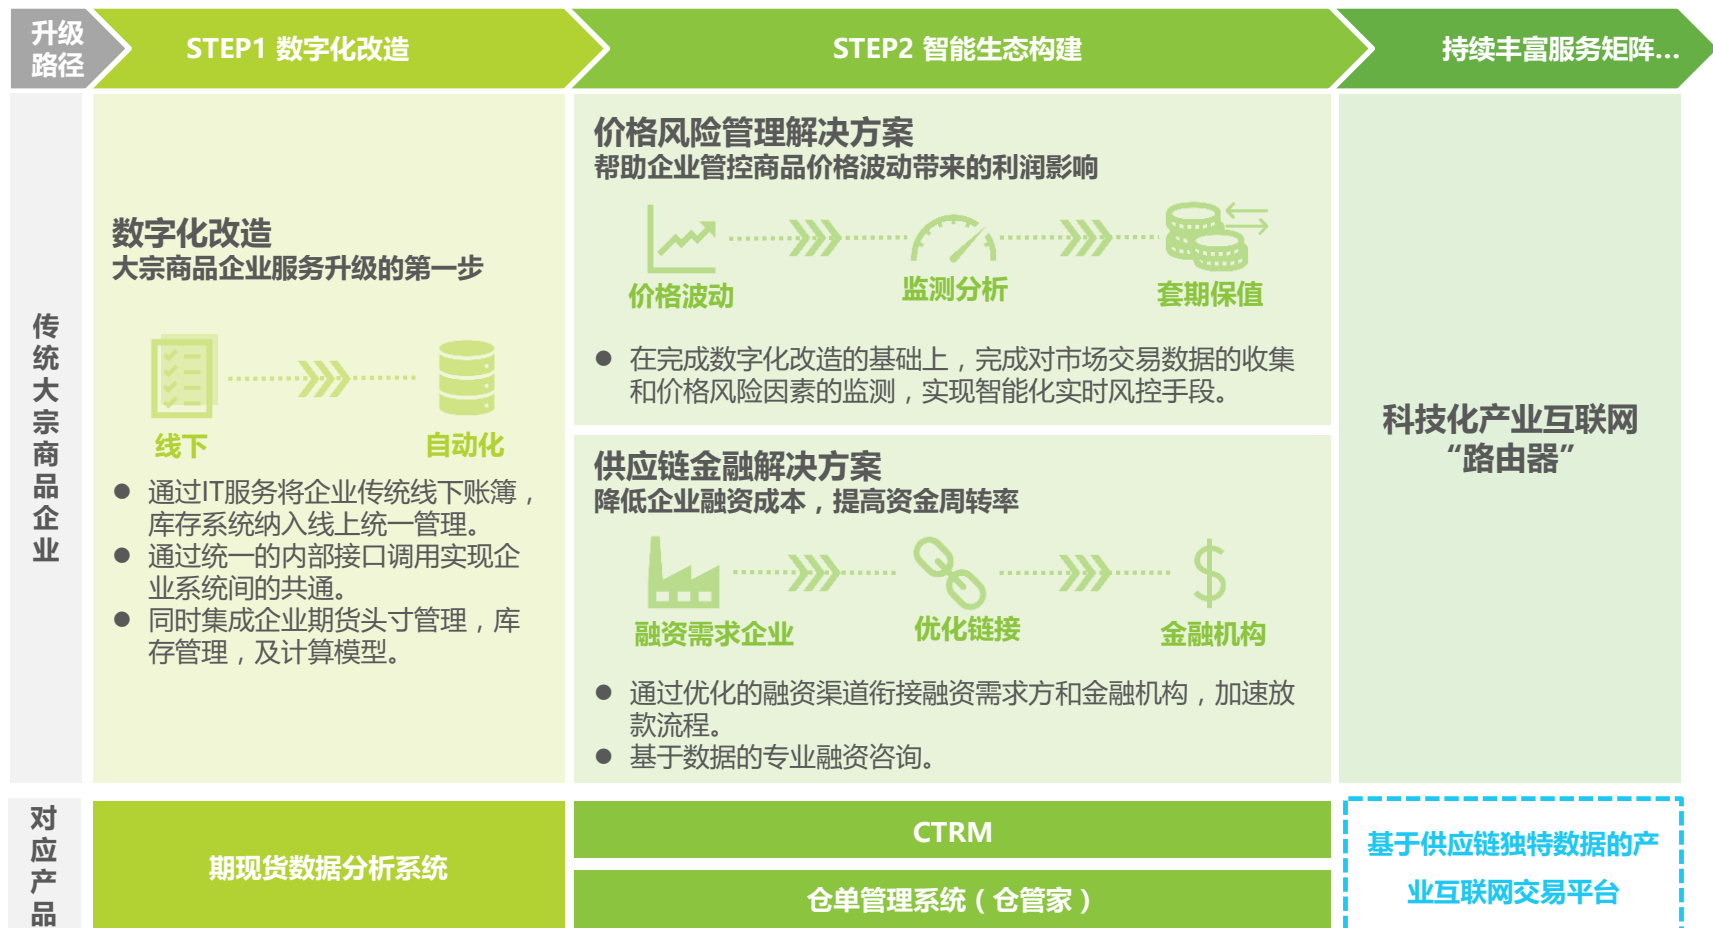 升级
路径
STEP1 数字化改造
STEP2 智能生态构建
持续丰富服务矩阵...
传统大宗商品企业
数字化改造
大宗商品企业服务升级的第一步
线下
自动化
● 通过IT服务将企业传统线下账簿，
库存系统纳入线上统一管理。
● 通过统一的内部接口调用实现企
业系统间的共通。
● 同时集成企业期货头寸管理，库
存管理，及计算模型。
价格风险管理解决方案
帮助企业管控商品价格波动带来的利润影响
价格波动
监测分析
套期保值
● 在完成数字化改造的基础上，完成对市场交易数据的收集
和价格风险因素的监测，实现智能化实时风控手段。
供应链金融解决方案
降低企业融资成本，提高资金周转率
融资需求企业
优化链接
金融机构
● 通过优化的融资渠道衔接融资需求方和金融机构，加速放
款流程。
● 基于数据的专业融资咨询。
科技化产业互联网
“路由器”
对应产品
期现货数据分析系统
CTRM
仓单管理系统（仓管家）
基于供应链独特数据的产
业互联网交易平台